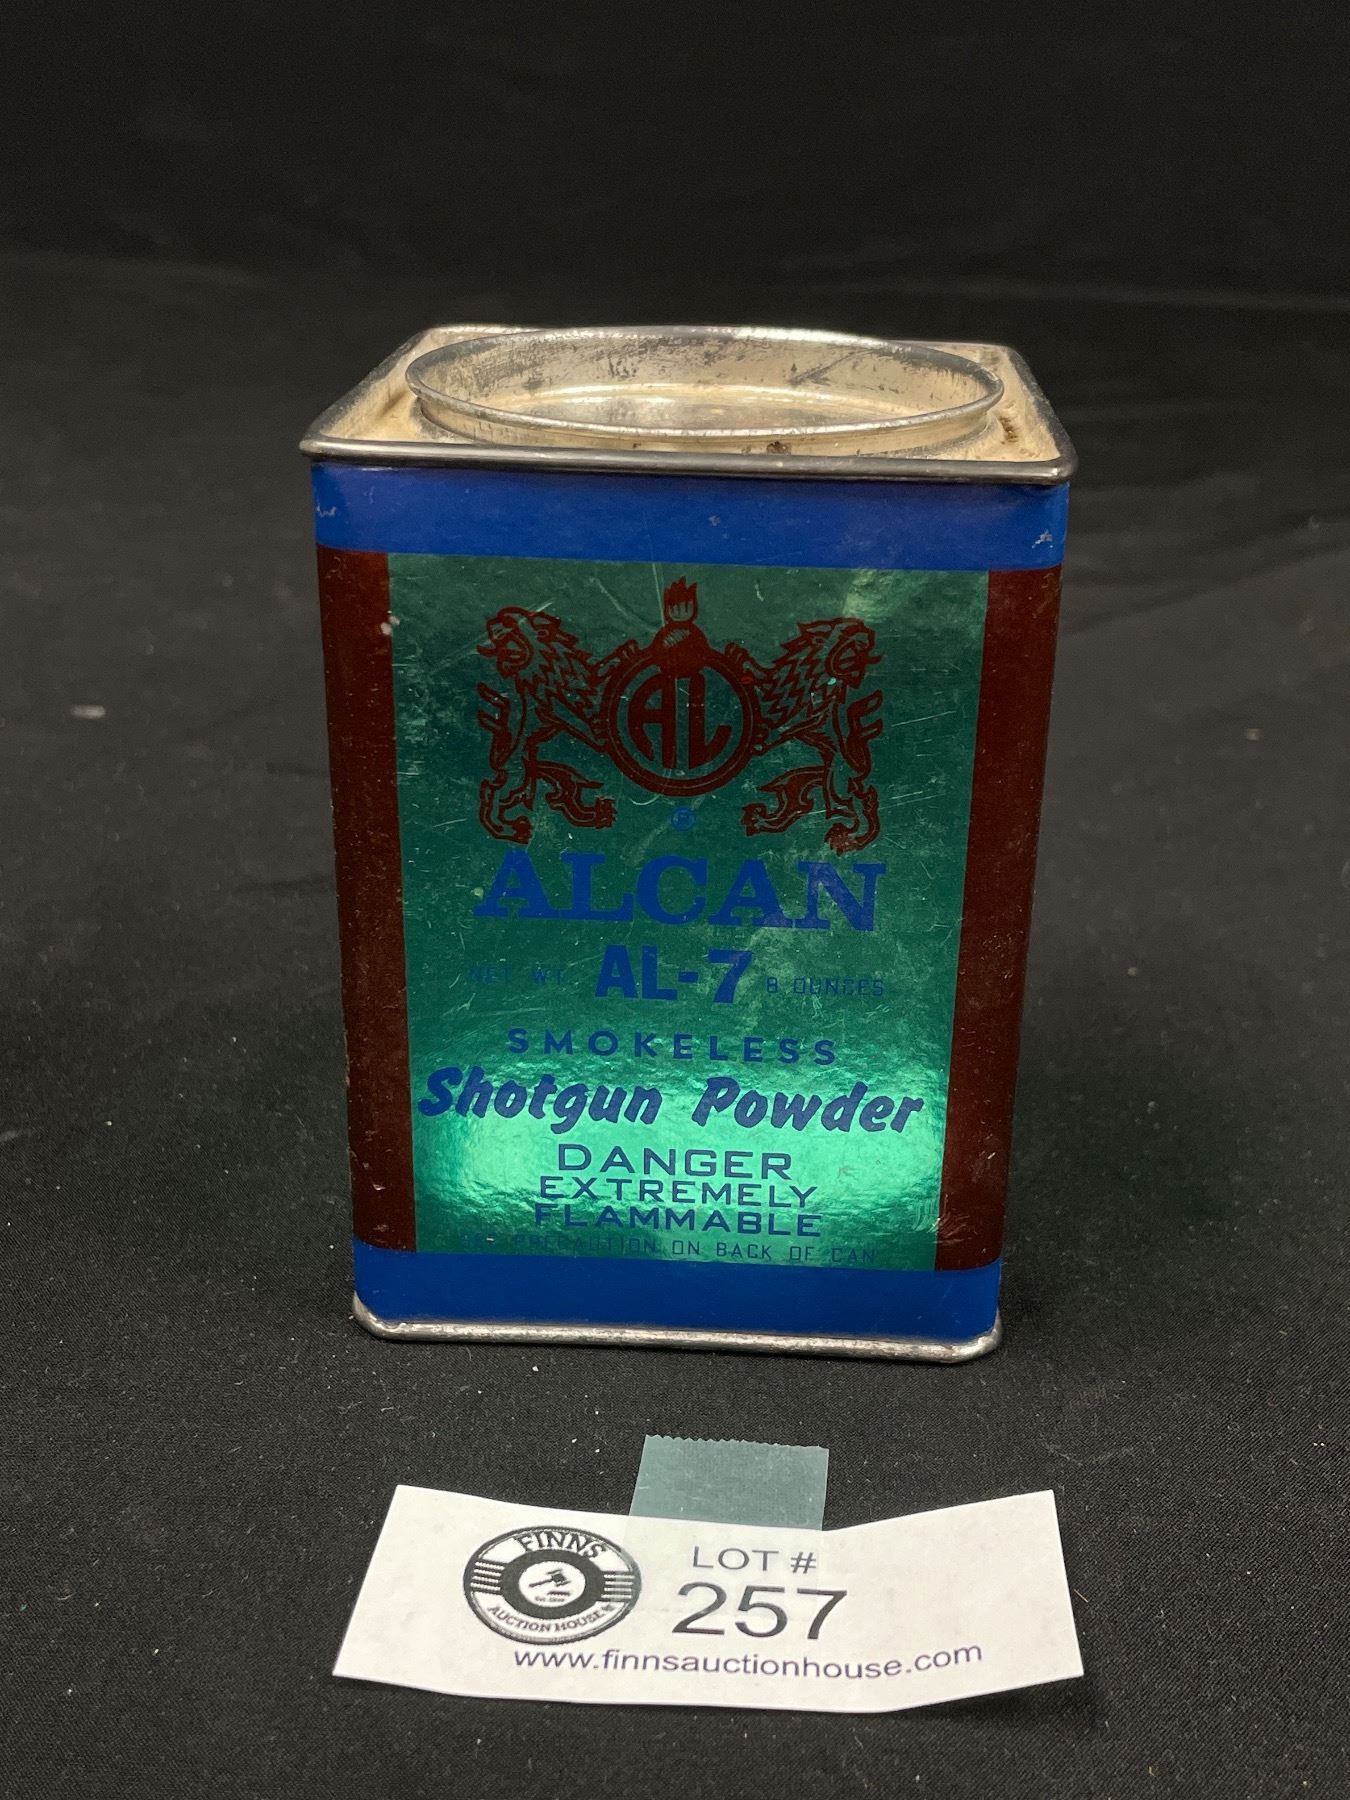 AL
®
ALCAN
NET WT. AL-7 8 OUNCES
SMOKELESS
Shotgun Powder
DANGER
EXTREMELY
FLAMMABLE
SEE PRECAUTION ON BACK OF CAN
FINNS
AUCTION HOUSE
LOT #
257
www.finnsauctionhouse.com